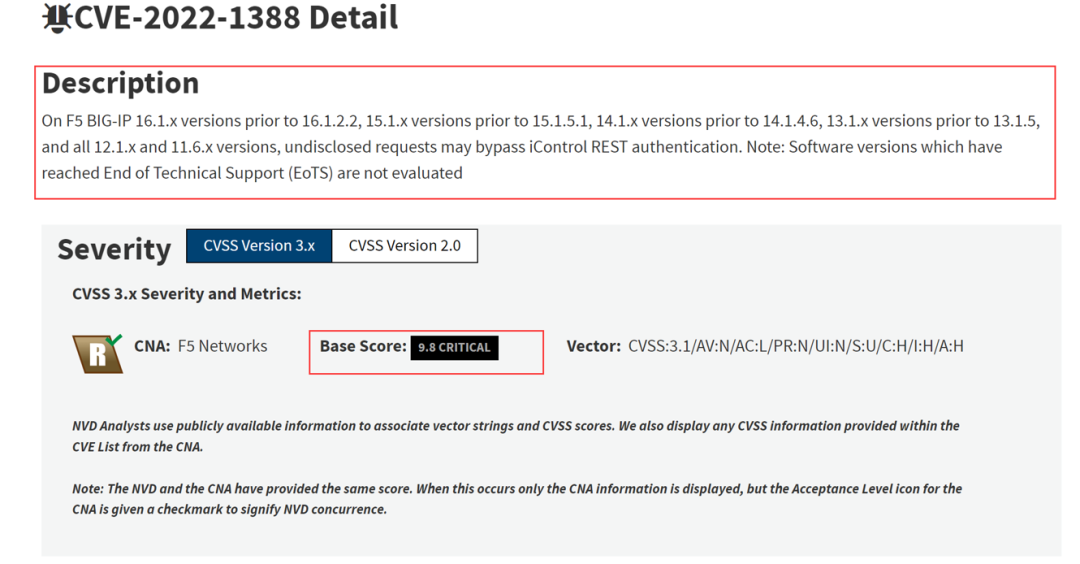 CVE-2022-1388 Detail
Description
On F5 BIG-IP 16.1.x versions prior to 16.1.2.2, 15.1.x versions prior to 15.1.5.1, 14.1.x versions prior to 14.1.4.6, 13.1.x versions prior to 13.1.5,
and all 12.1.x and 11.6.x versions, undisclosed requests may bypass iControl REST authentication. Note: Software versions which have
reached End of Technical Support (EoTS) are not evaluated
Severity CVSS Version 3.x CVSS Version 2.0
CVSS 3.x Severity and Metrics:
R CNA: F5 Networks Base Score: 9.8 CRITICAL Vector: CVSS:3.1/AV:N/AC:L/PR:N/UI:N/S:U/C:H/I:H/A:H
NVD Analysts use publicly available information to associate vector strings and CVSS scores. We also display any CVSS information provided within the
CVE List from the CNA.
Note: The NVD and the CNA have provided the same score. When this occurs only the CNA information is displayed, but the Acceptance Level icon for the
CNA is given a checkmark to signify NVD concurrence.